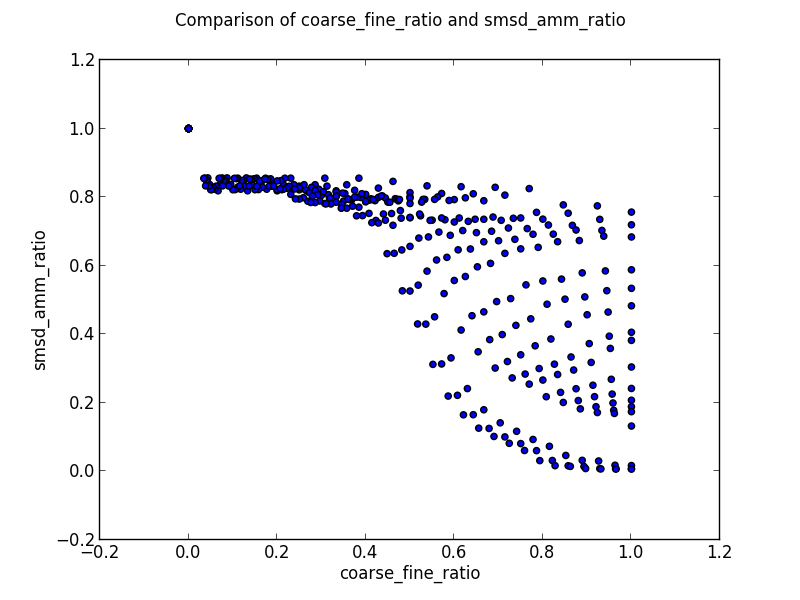 Comparison of coarse_fine_ratio and smsd_amm_ratio
1.2
1.0
0.8
0.6
0.4
0.2
0.0
−0.2
smsd_amm_ratio
−0.2 0.0 0.2 0.4 0.6 0.8 1.0 1.2
coarse_fine_ratio